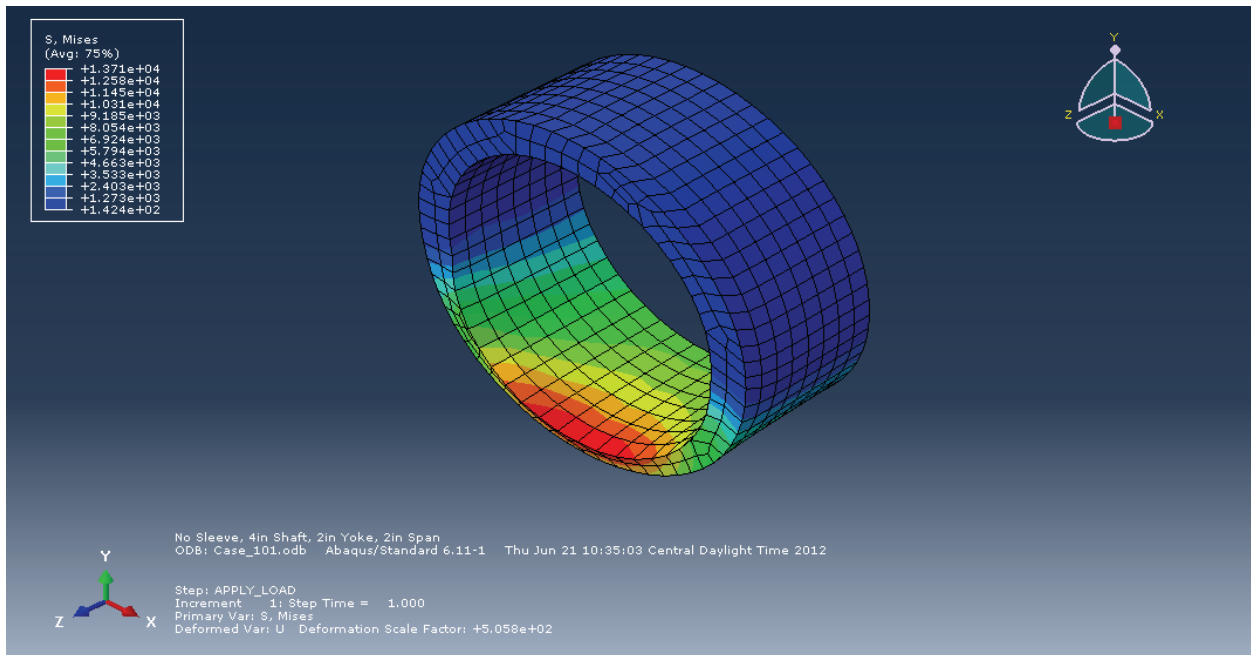 S, Mises
(Avg: 75%)
+1.371e+04
+1.258e+04
+1.145e+04
+1.031e+04
+9.185e+03
+8.054e+03
+6.924e+03
+5.794e+03
+4.663e+03
+3.533e+03
+2.403e+03
+1.273e+03
+1.424e+02
Y
Z X
No Sleeve, 4in Shaft, 2in Yoke, 2in Span
ODB: Case_101.odb Abaqus/Standard 6.11-1 Thu Jun 21 10:35:03 Central Daylight Time 2012
Y
Z X
Step: APPLY_LOAD
Increment 1: Step Time = 1.000
Primary Var: S, Mises
Deformed Var: U Deformation Scale Factor: +5.058e+02